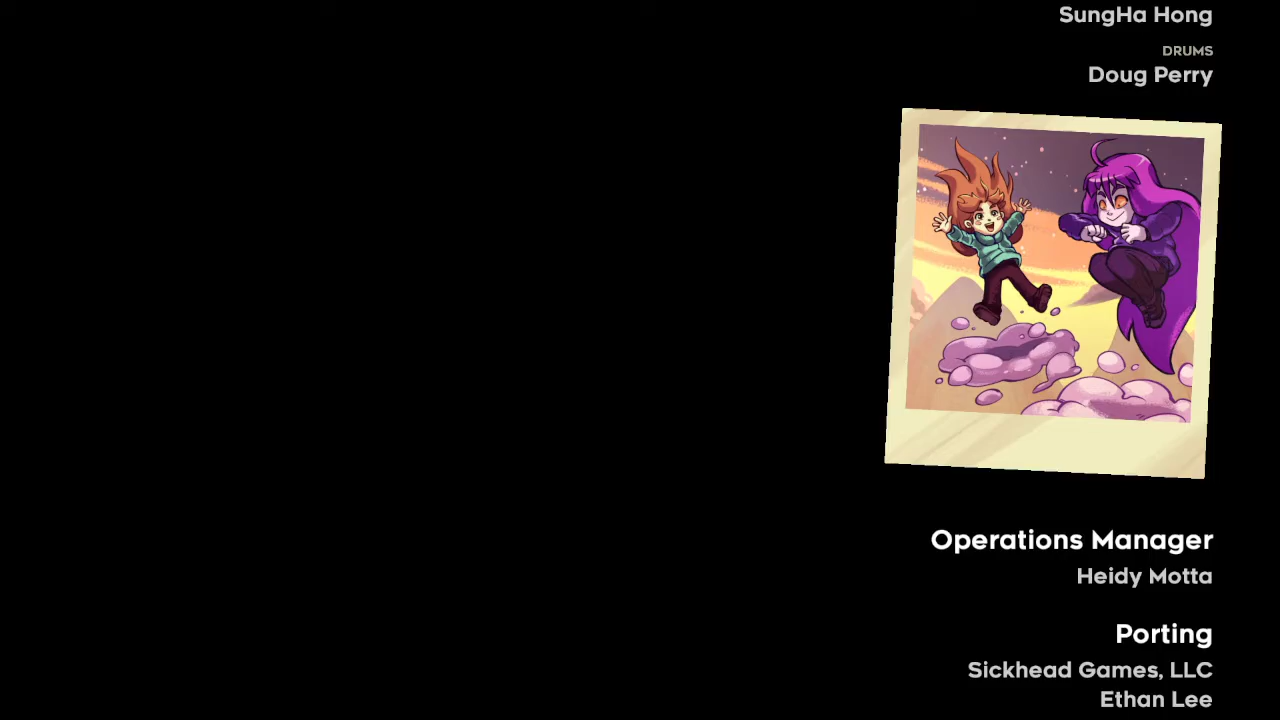 SungHa Hong
DRUMS
Doug Perry
Operations Manager
Heidy Motta
Porting
Sickhead Games, LLC
Ethan Lee